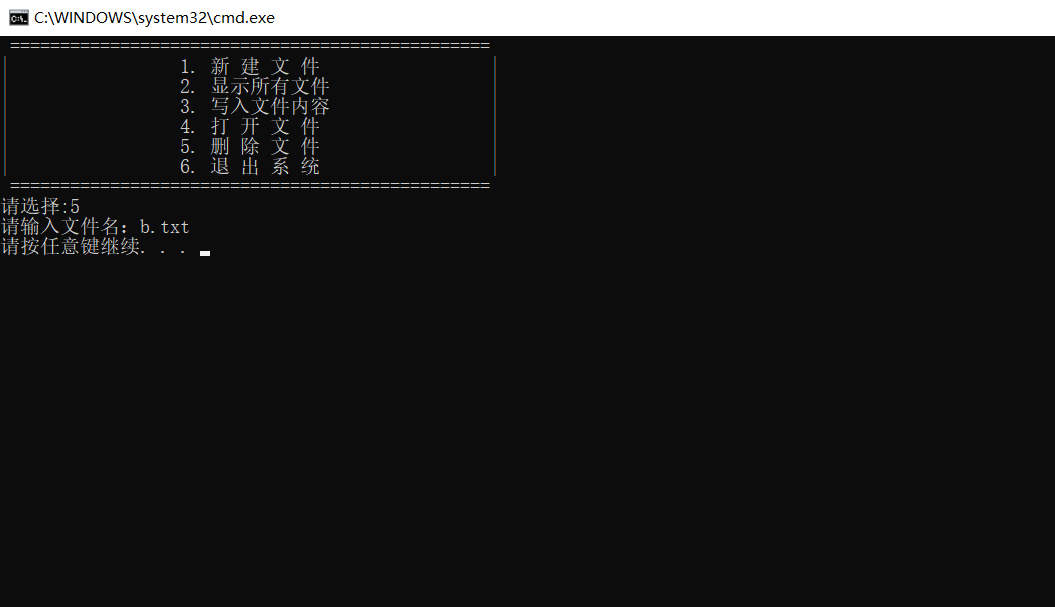 C:\WINDOWS\system32\cmd.exe
================================================
1. 新 建 文 件
2. 显示所有文件
3. 写入文件内容
4. 打 开 文 件
5. 删 除 文 件
6. 退 出 系 统
================================================
请选择:5
请输入文件名：b.txt
请按任意键继续. . .